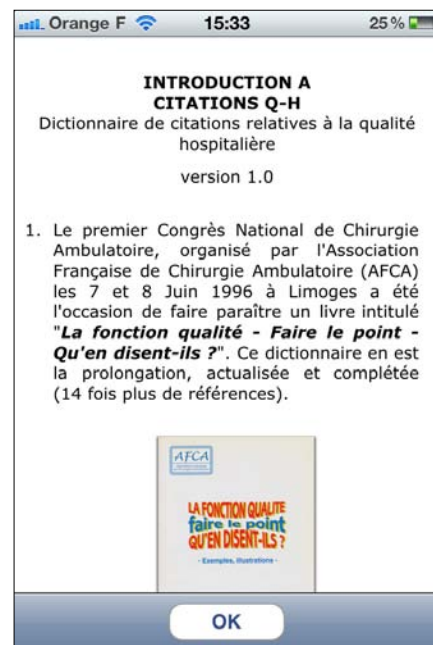 Orange F 15:33 25 %
INTRODUCTION A
CITATIONS Q-H
Dictionnaire de citations relatives à la qualité
hospitalière
version 1.0
1. Le premier Congrès National de Chirurgie
Ambulatoire, organisé par l'Association
Française de Chirurgie Ambulatoire (AFCA)
les 7 et 8 Juin 1996 à Limoges a été
l'occasion de faire paraître un livre intitulé
"La fonction qualité - Faire le point -
Qu'en disent-ils ?". Ce dictionnaire en est
la prolongation, actualisée et complétée
(14 fois plus de références).
AFCA
LA FONCTION QUALITE
faire le point
QU'EN DISENT-ILS ?
- Exemples, illustrations -
OK